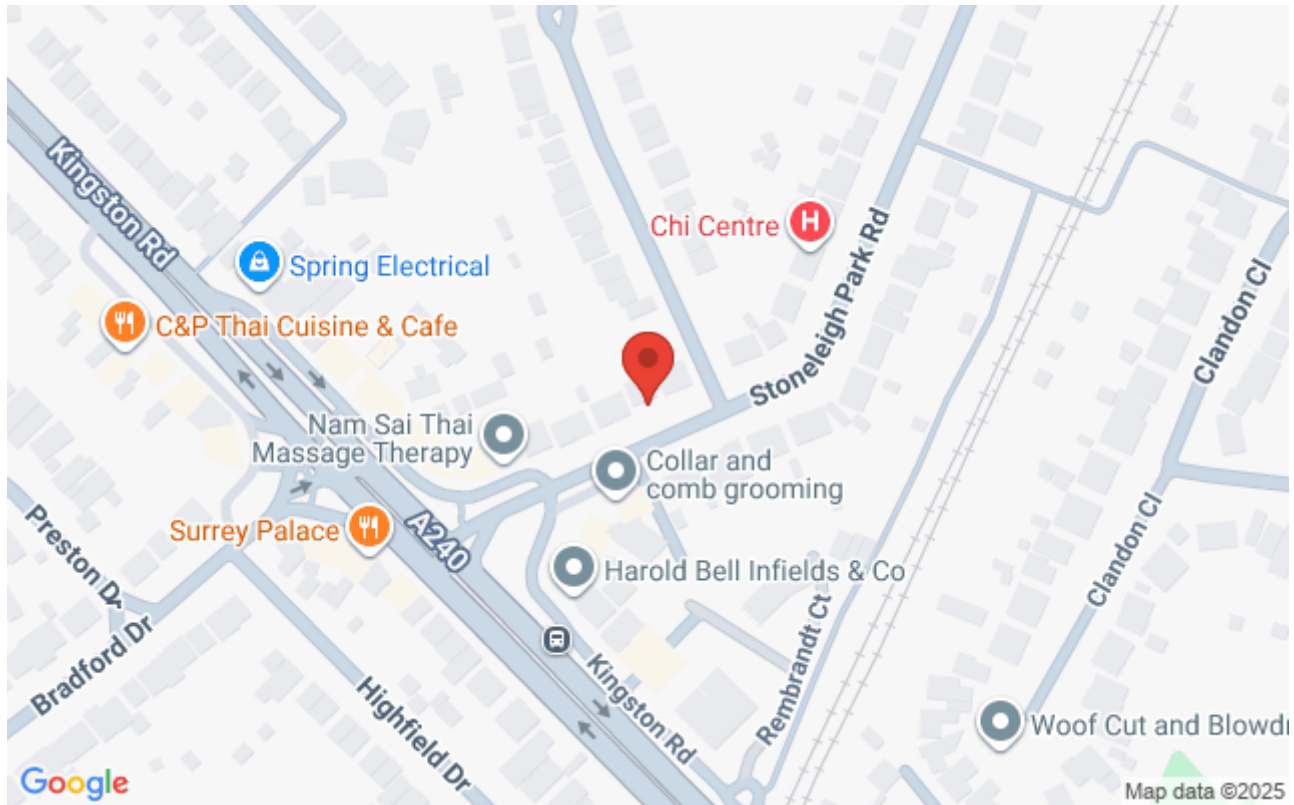 Kingston Rd
Spring Electrical
C&P Thai Cuisine & Cafe
Chi Centre
H
Stoneleigh Park Rd
Clandon Cl
Nam Sai Thai
Massage Therapy
Collar and
comb grooming
Surrey Palace
A240
Harold Bell Infields & Co
Preston Dr
Bradford Dr
Highfield Dr
Kingston Rd
Rembrandt Ct
Clandon Cl
Woof Cut and Blowdr
Google
Map data ©2025